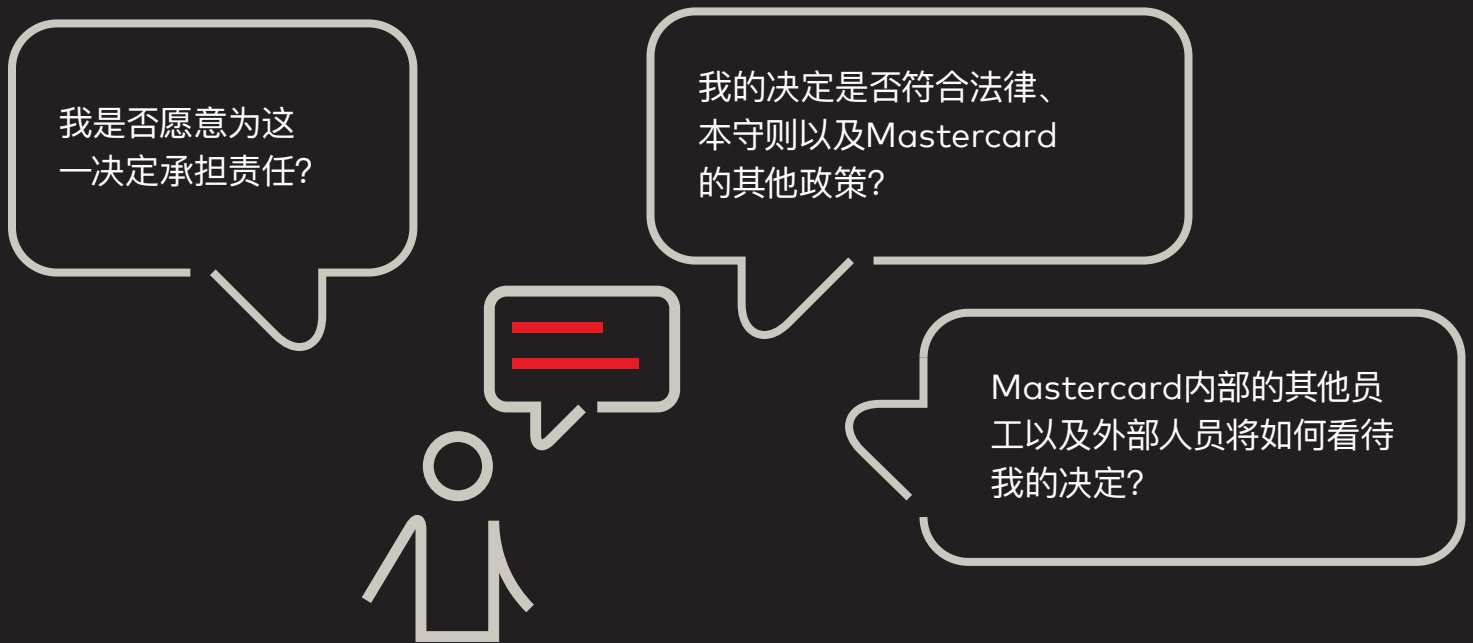 我是否愿意为这
一决定承担责任?
我的决定是否符合法律、
本守则以及Mastercard
的其他政策?
Mastercard内部的其他员
工以及外部人员将如何看待
我的决定?